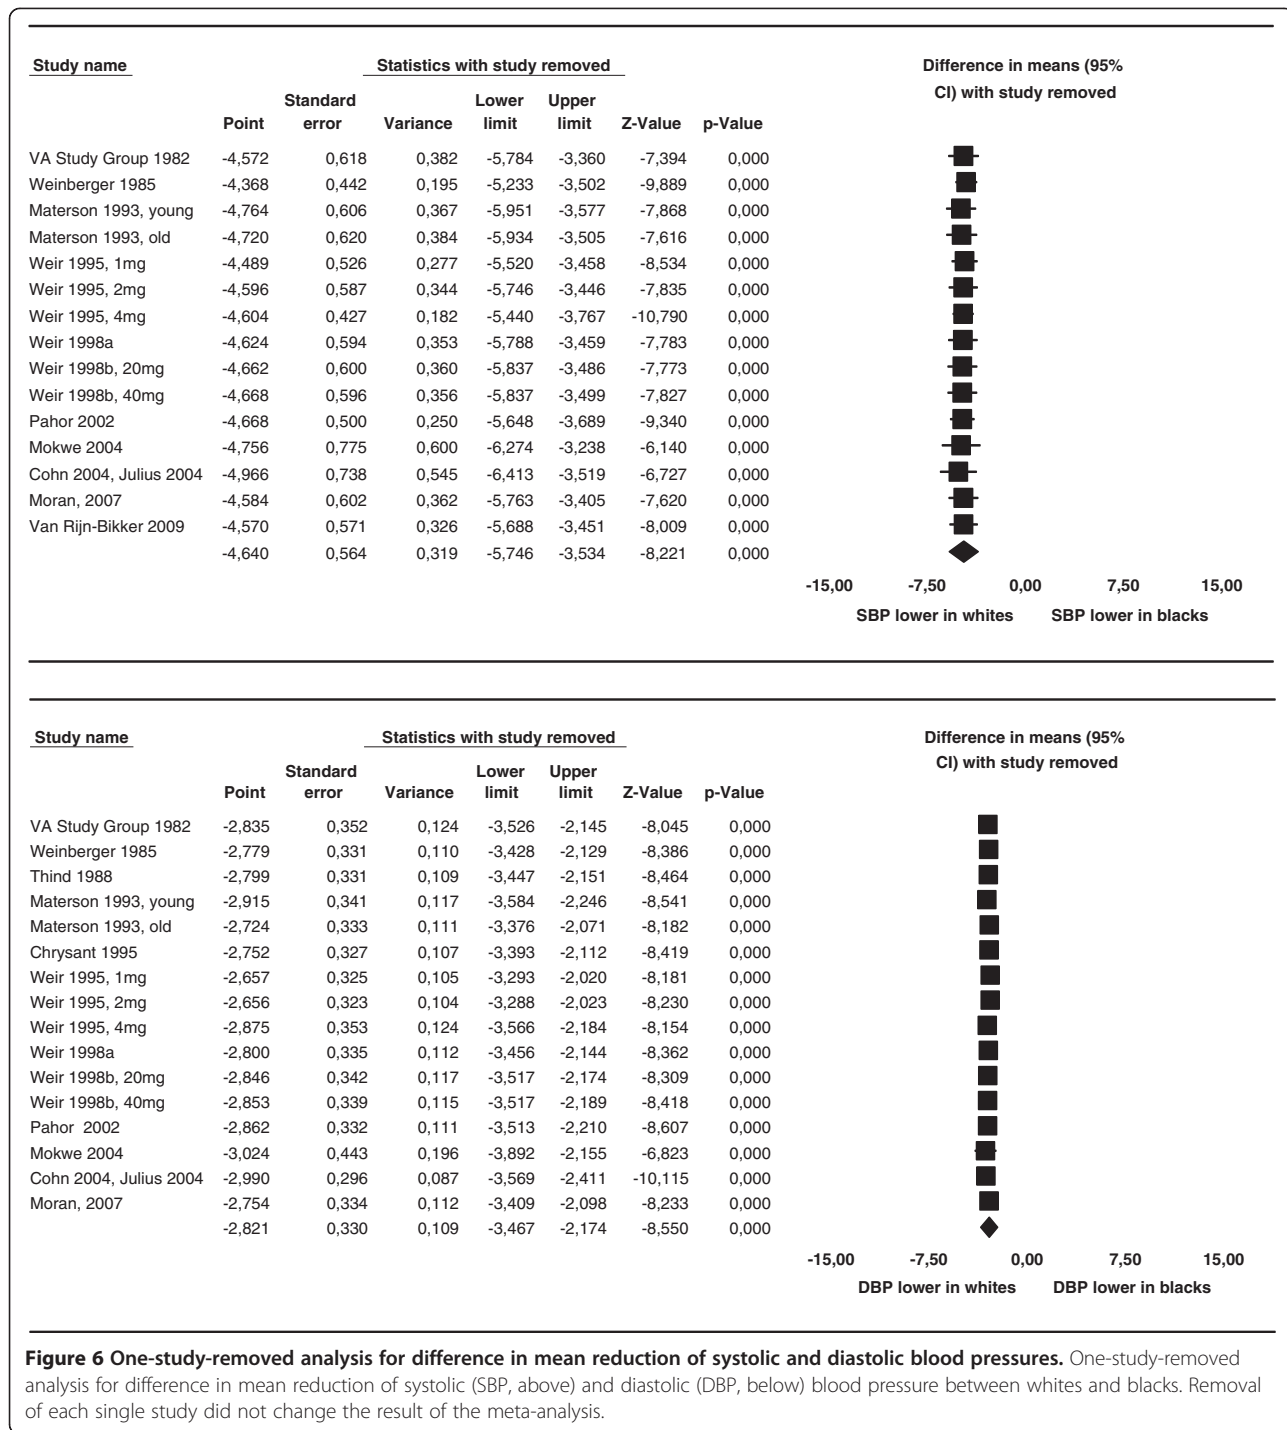 Study name Statistics with study removed Difference in means (95%
CI) with study removed
Standard Lower Upper
Point error Variance limit limit Z-Value p-Value
VA Study Group 1982 -4,572 0,618 0,382 -5,784 -3,360 -7,394 0,000
Weinberger 1985 -4,368 0,442 0,195 -5,233 -3,502 -9,889 0,000
Materson 1993, young -4,764 0,606 0,367 -5,951 -3,577 -7,868 0,000
Materson 1993, old -4,720 0,620 0,384 -5,934 -3,505 -7,616 0,000
Weir 1995, 1mg -4,489 0,526 0,277 -5,520 -3,458 -8,534 0,000
Weir 1995, 2mg -4,596 0,587 0,344 -5,746 -3,446 -7,835 0,000
Weir 1995, 4mg -4,604 0,427 0,182 -5,440 -3,767 -10,790 0,000
Weir 1998a -4,624 0,594 0,353 -5,788 -3,459 -7,783 0,000
Weir 1998b, 20mg -4,662 0,600 0,360 -5,837 -3,486 -7,773 0,000
Weir 1998b, 40mg -4,668 0,596 0,356 -5,837 -3,499 -7,827 0,000
Pahor 2002 -4,668 0,500 0,250 -5,648 -3,689 -9,340 0,000
Mokwe 2004 -4,756 0,775 0,600 -6,274 -3,238 -6,140 0,000
Cohn 2004, Julius 2004 -4,966 0,738 0,545 -6,413 -3,519 -6,727 0,000
Moran, 2007 -4,584 0,602 0,362 -5,763 -3,405 -7,620 0,000
Van Rijn-Bikker 2009 -4,570 0,571 0,326 -5,688 -3,451 -8,009 0,000
-4,640 0,564 0,319 -5,746 -3,534 -8,221 0,000
-15,00 -7,50 0,00 7,50 15,00
SBP lower in whites SBP lower in blacks
Study name Statistics with study removed Difference in means (95%
CI) with study removed
Standard Lower Upper
Point error Variance limit limit Z-Value p-Value
VA Study Group 1982 -2,835 0,352 0,124 -3,526 -2,145 -8,045 0,000
Weinberger 1985 -2,779 0,331 0,110 -3,428 -2,129 -8,386 0,000
Thind 1988 -2,799 0,331 0,109 -3,447 -2,151 -8,464 0,000
Materson 1993, young -2,915 0,341 0,117 -3,584 -2,246 -8,541 0,000
Materson 1993, old -2,724 0,333 0,111 -3,376 -2,071 -8,182 0,000
Chrysant 1995 -2,752 0,327 0,107 -3,393 -2,112 -8,419 0,000
Weir 1995, 1mg -2,657 0,325 0,105 -3,293 -2,020 -8,181 0,000
Weir 1995, 2mg -2,656 0,323 0,104 -3,288 -2,023 -8,230 0,000
Weir 1995, 4mg -2,875 0,353 0,124 -3,566 -2,184 -8,154 0,000
Weir 1998a -2,800 0,335 0,112 -3,456 -2,144 -8,362 0,000
Weir 1998b, 20mg -2,846 0,342 0,117 -3,517 -2,174 -8,309 0,000
Weir 1998b, 40mg -2,853 0,339 0,115 -3,517 -2,189 -8,418 0,000
Pahor 2002 -2,862 0,332 0,111 -3,513 -2,210 -8,607 0,000
Mokwe 2004 -3,024 0,443 0,196 -3,892 -2,155 -6,823 0,000
Cohn 2004, Julius 2004 -2,990 0,296 0,087 -3,569 -2,411 -10,115 0,000
Moran, 2007 -2,754 0,334 0,112 -3,409 -2,098 -8,233 0,000
-2,821 0,330 0,109 -3,467 -2,174 -8,550 0,000
-15,00 -7,50 0,00 7,50 15,00
DBP lower in whites DBP lower in blacks
Figure 6 One-study-removed analysis for difference in mean reduction of systolic and diastolic blood pressures. One-study-removed
analysis for difference in mean reduction of systolic (SBP, above) and diastolic (DBP, below) blood pressure between whites and blacks. Removal
of each single study did not change the result of the meta-analysis.